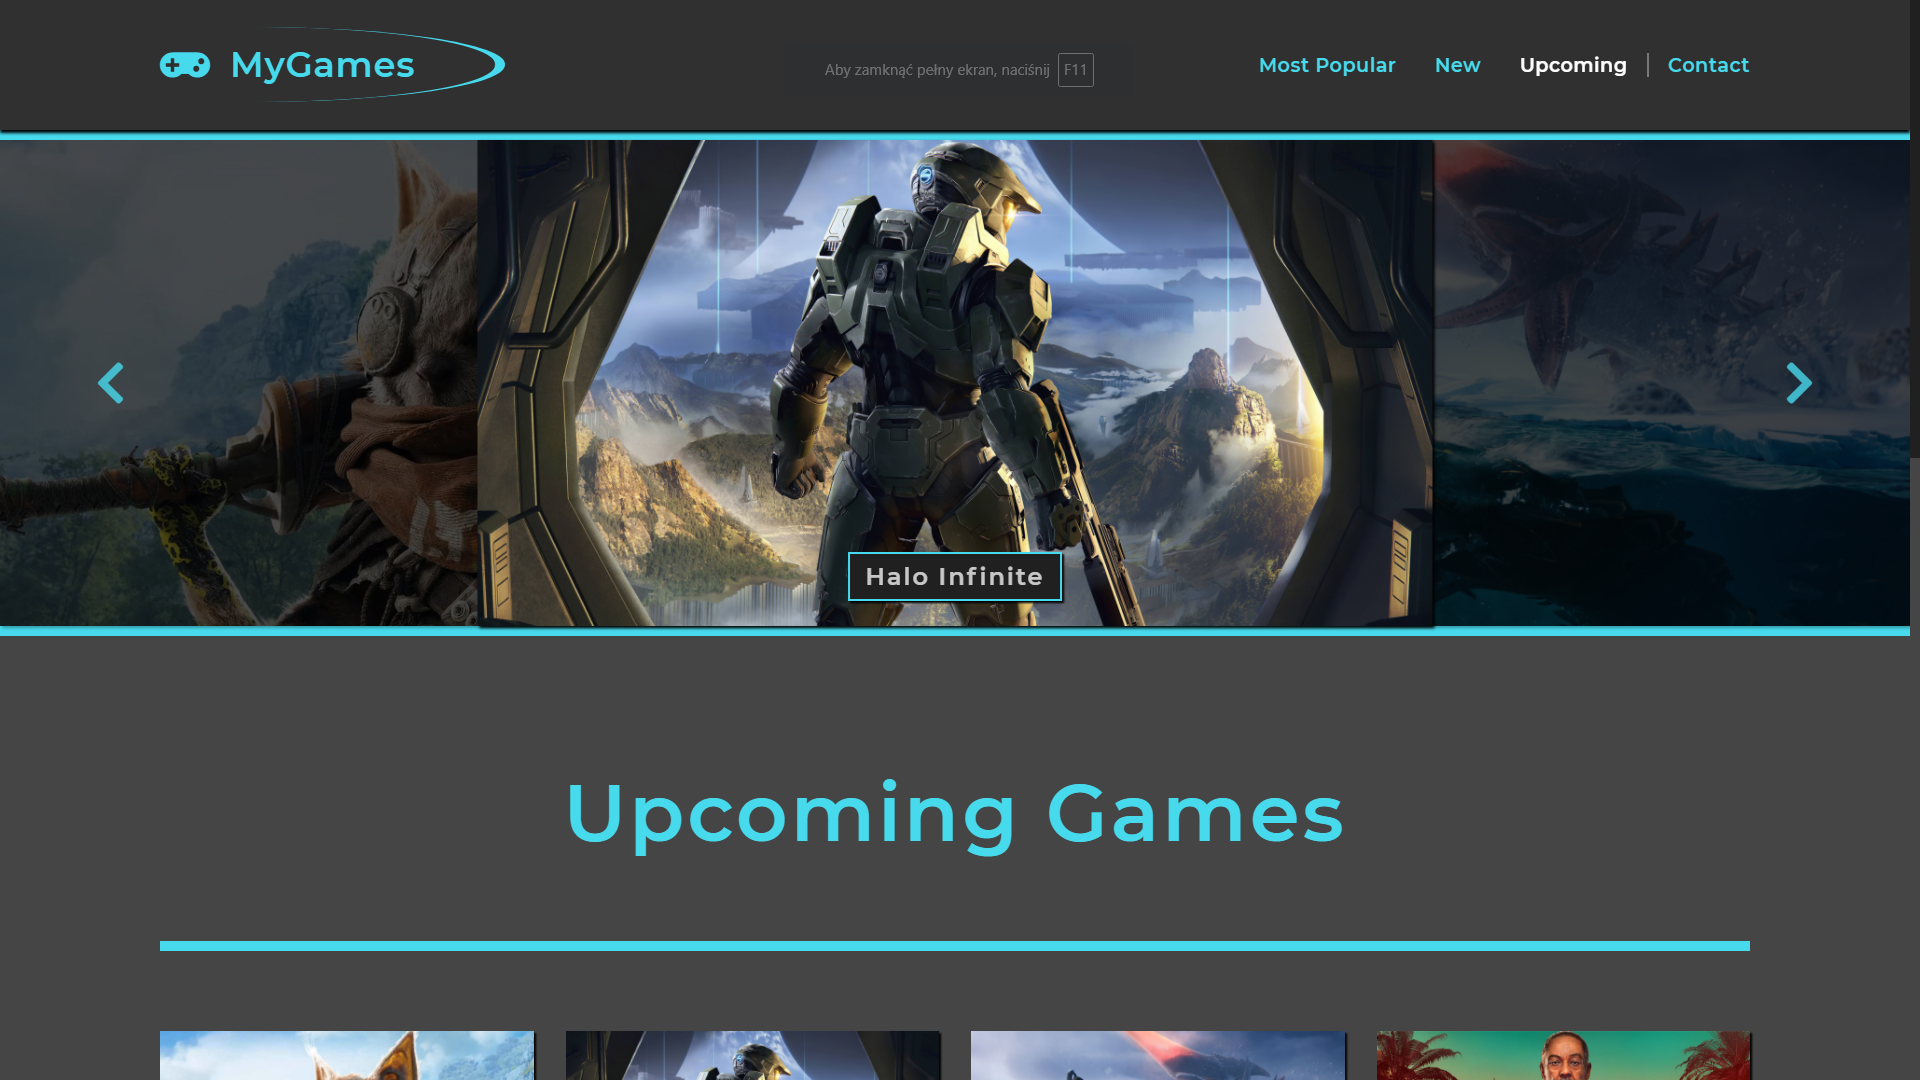 MyGames
Aby zamknąć pełny ekran, naciśnij F11
Most Popular
New
Upcoming
Contact
Halo Infinite
Upcoming Games